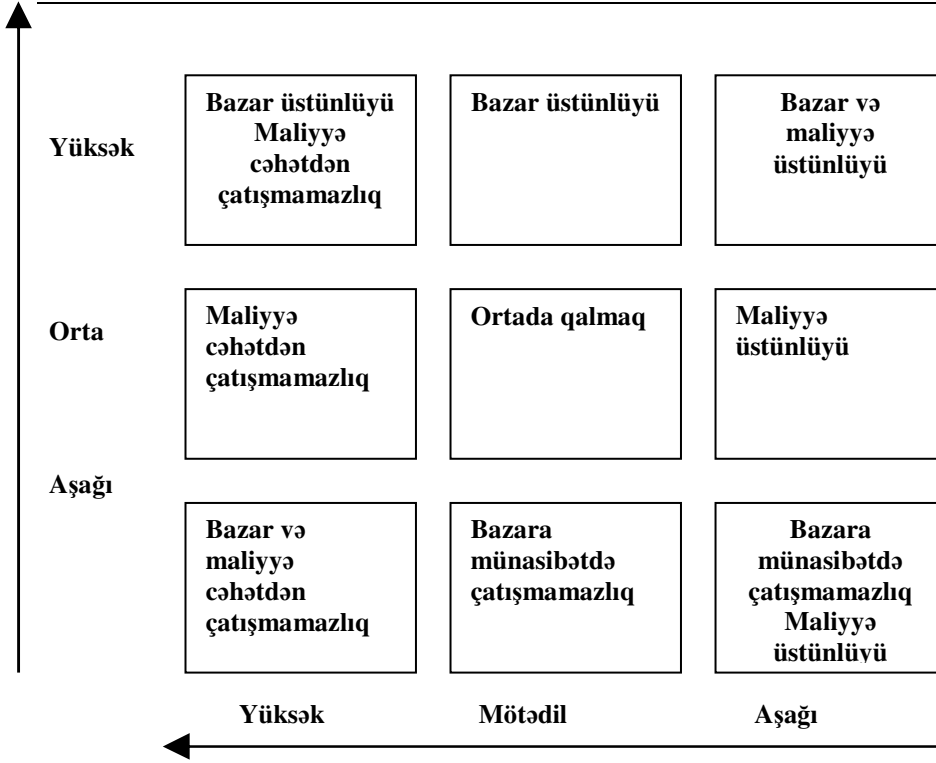 Yüksək
Bazar üstünlüyü
Maliyyə
cəhətdən
çatışmamazlıq
Bazar üstünlüyü
Bazar və
maliyyə
üstünlüyü
Orta
Maliyyə
cəhətdən
çatışmamazlıq
Ortada qalmaq
Maliyyə
üstünlüyü
Aşağı
Bazar və
maliyyə
cəhətdən
çatışmamazlıq
Bazara
münasibətdə
çatışmamazlıq
Bazara
münasibətdə
çatışmamazlıq
Maliyyə
üstünlüyü
Yüksək
Mötədil
Aşağı